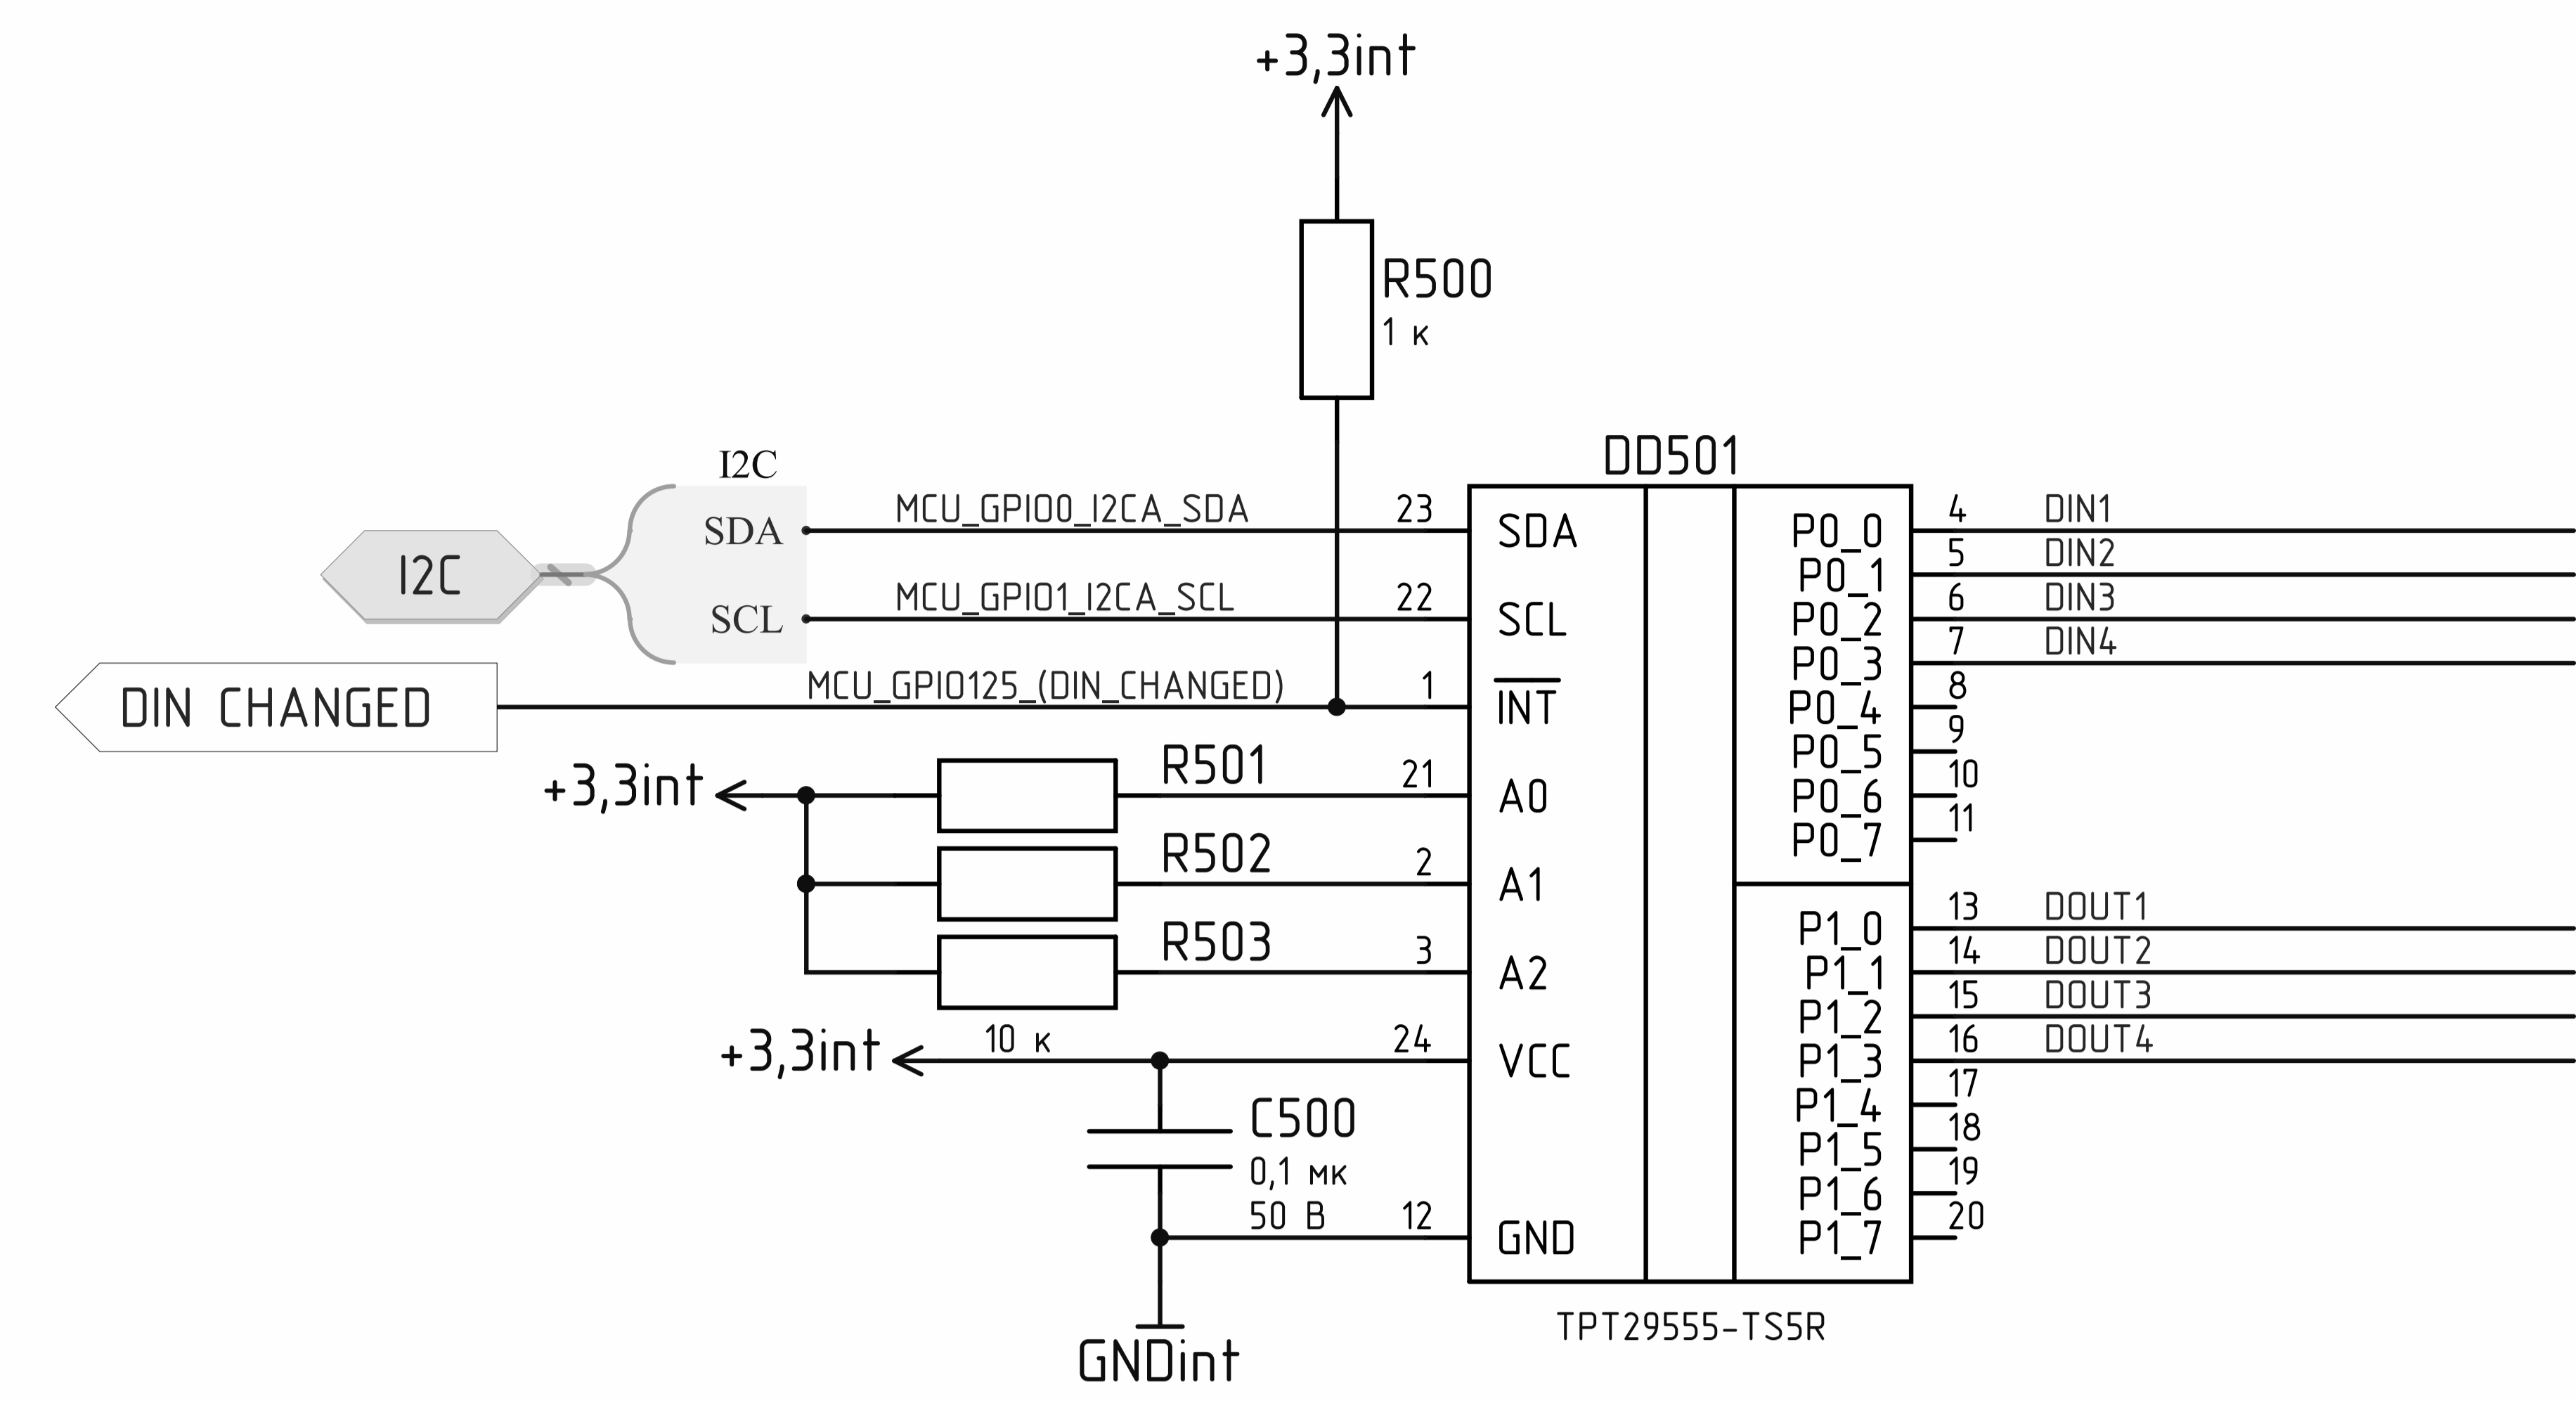 +3,3int
R500
1 к
DD501
I2C
I2C
SDA
MCU_GPIO0_I2CA_SDA
23
SDA
SCL
MCU_GPIO1_I2CA_SCL
22
SCL
DIN CHANGED
MCU_GPIO125_(DIN_CHANGED)
1
INT
+3,3int
R501
21
A0
R502
2
A1
R503
3
A2
+3,3int
10 к
24
VCC
C500
0,1 мк
50 В
12
GND
GNDint
P0_0
4
DIN1
P0_1
5
DIN2
P0_2
6
DIN3
P0_3
7
DIN4
P0_4
8
P0_5
9
P0_6
10
P0_7
11
P1_0
13
DOUT1
P1_1
14
DOUT2
P1_2
15
DOUT3
P1_3
16
DOUT4
P1_4
17
P1_5
18
P1_6
19
P1_7
20
TPT29555-TS5R